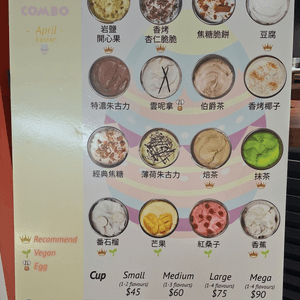 COMBO
April
岩鹽
開心果
香烤
杏仁脆脆
焦糖脆餅
豆腐
特濃朱古力
雲呢拿
伯爵茶
香烤椰子
經典焦糖
薄荷朱古力
焙茶
抹茶
番石榴
芒果
紅桑子
香蕉
Recommend
Vegan
Egg
Cup
Small
Medium
Large
Mega
(1-2 flavours)
(1-3 flavours)
(1-4 flavours)
(1-4 flavours)
$45
$60
$75
$90